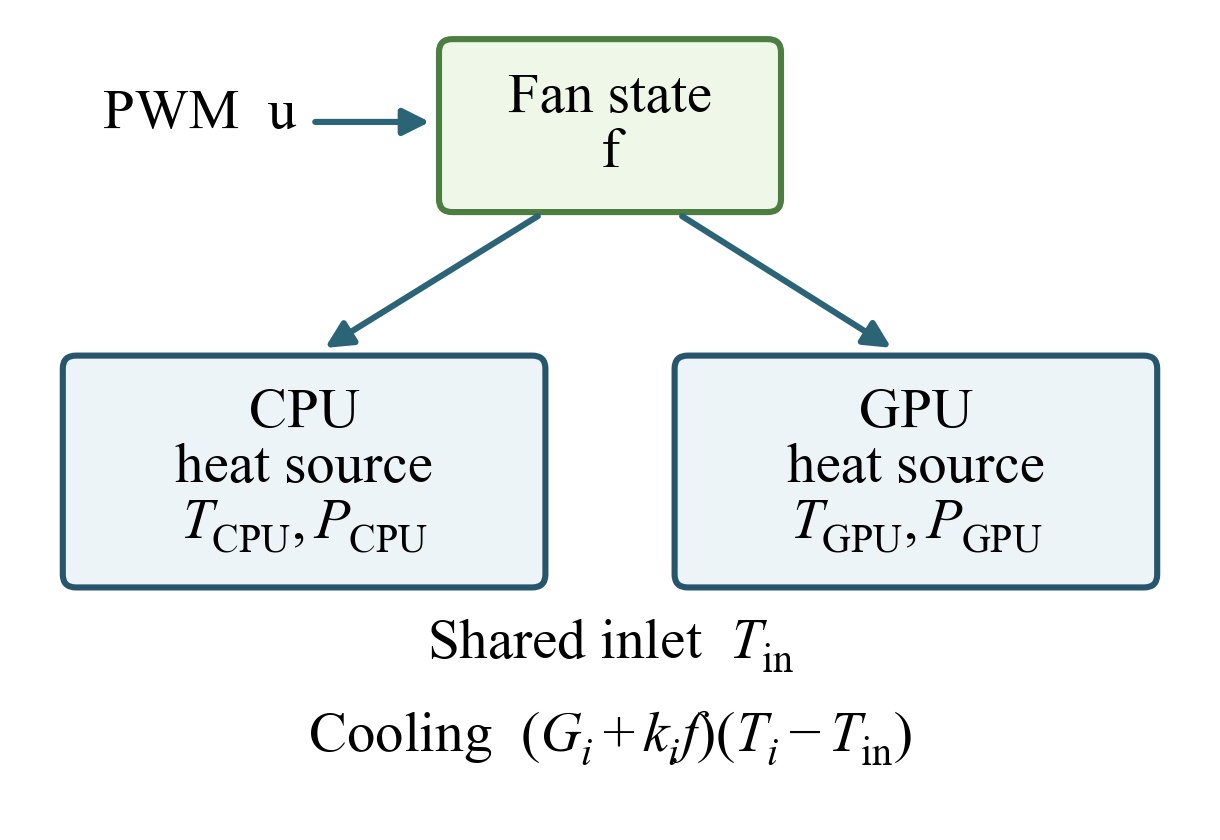 PWM u
Fan state
f
CPU
heat source
T_CPU, P_CPU
GPU
heat source
T_GPU, P_GPU
Shared inlet T_in
Cooling (G_i + k_i f)(T_i − T_in)